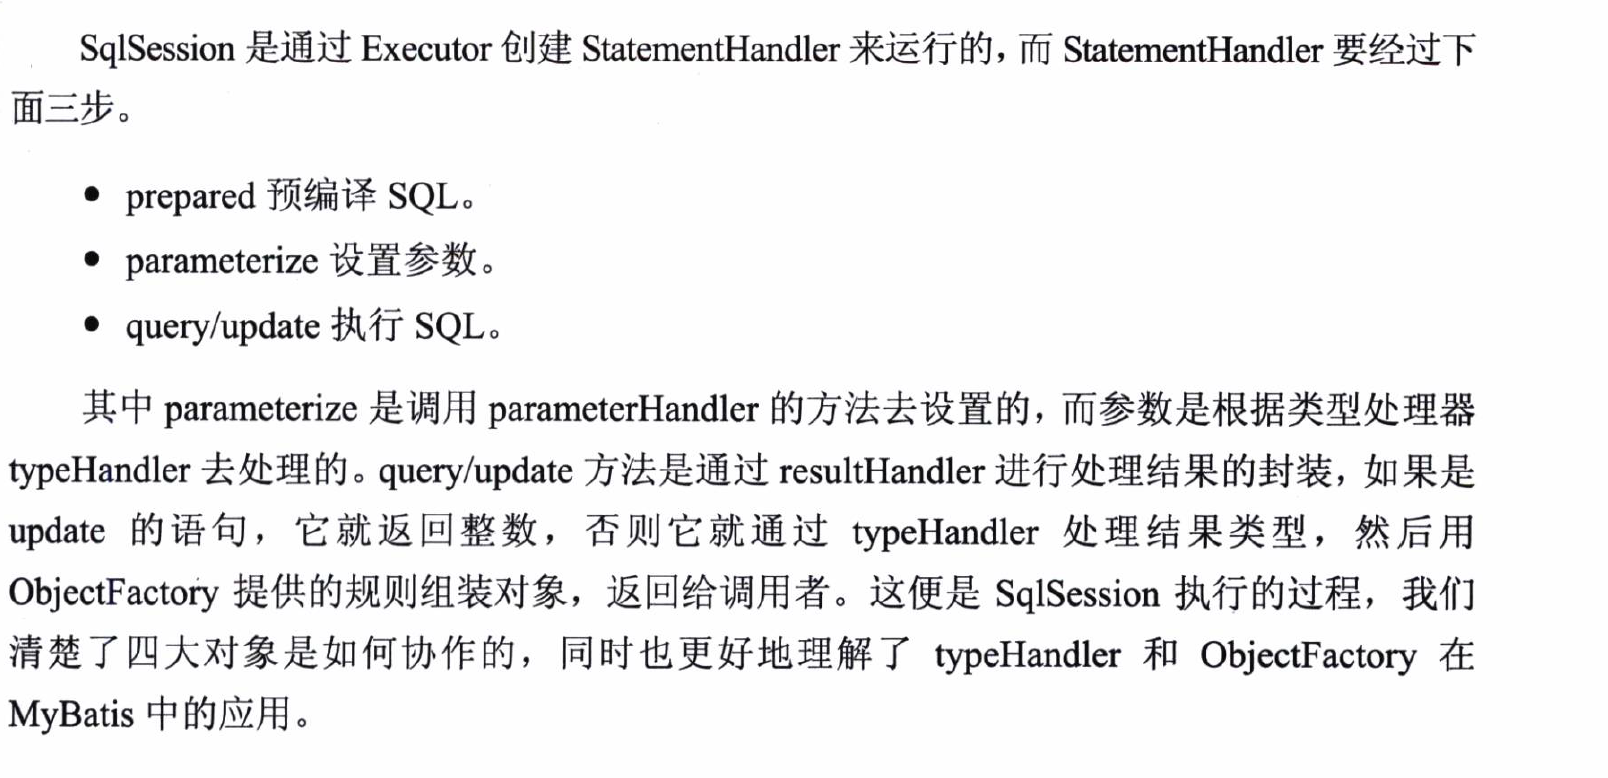 SqlSession 是通过 Executor 创建 StatementHandler 来运行的，而 StatementHandler 要经过下
面三步。
● prepared 预编译 SQL。
● parameterize 设置参数。
● query/update 执行 SQL。
其中 parameterize 是调用 parameterHandler 的方法去设置的，而参数是根据类型处理器
typeHandler 去处理的。query/update 方法是通过 resultHandler 进行处理结果的封装，如果是
update 的语句，它就返回整数，否则它就通过 typeHandler 处理结果类型，然后用
ObjectFactory 提供的规则组装对象，返回给调用者。这便是 SqlSession 执行的过程，我们
清楚了四大对象是如何协作的，同时也更好地理解了 typeHandler 和 ObjectFactory 在
MyBatis 中的应用。